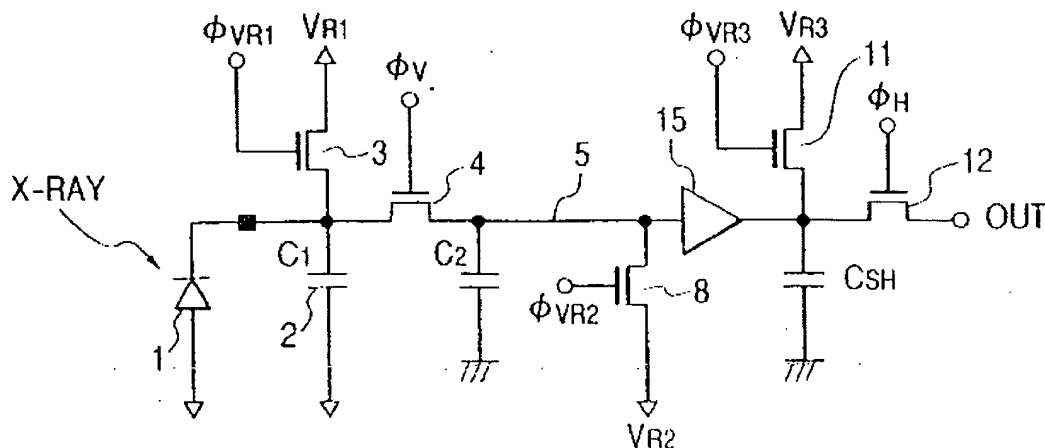 ϕVR1
VR1
ϕV
ϕVR3
VR3
11
ϕH
3
4
5
15
12
X-RAY
OUT
C1
C2
CSH
1
2
ϕVR2
8
VR2